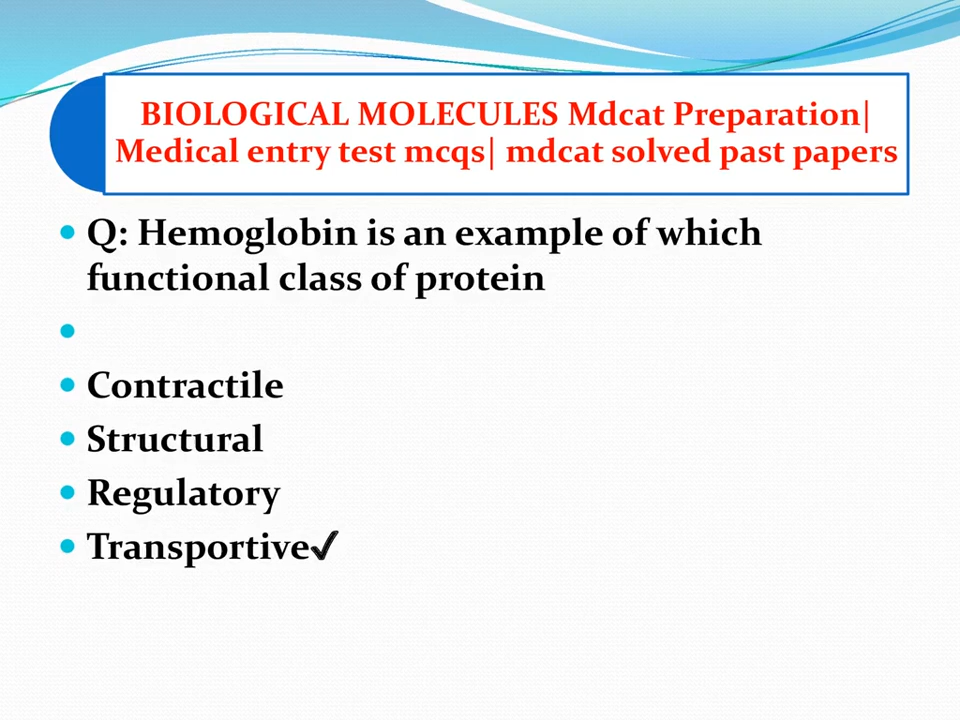 BIOLOGICAL MOLECULES Mdcat Preparation|
Medical entry test mcqs| mdcat solved past papers
• Q: Hemoglobin is an example of which
functional class of protein
•
• Contractile
• Structural
• Regulatory
• Transportive✓